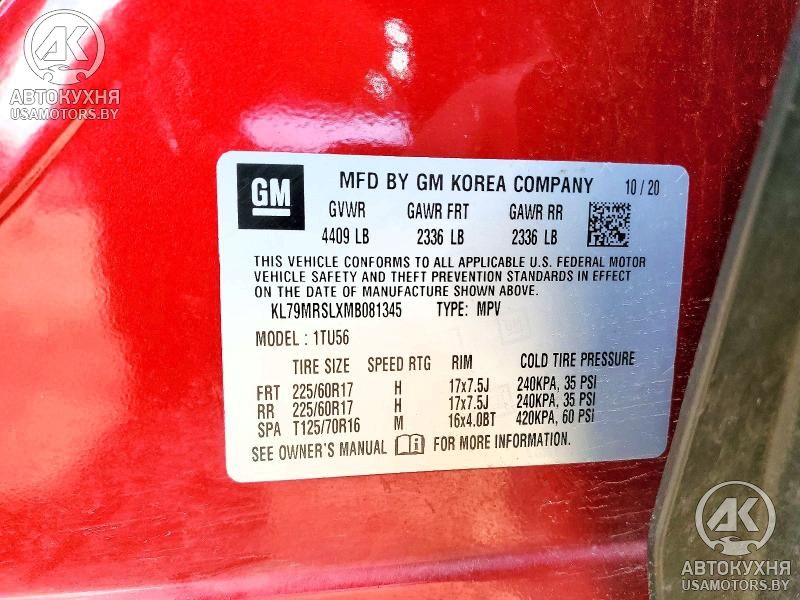 AK
АВТОКУХНЯ
USAMOTORS.BY
GM
MFD BY GM KOREA COMPANY 10/20
GVWR GAWR FRT GAWR RR
4409 LB 2336 LB 2336 LB
THIS VEHICLE CONFORMS TO ALL APPLICABLE U.S. FEDERAL MOTOR
VEHICLE SAFETY AND THEFT PREVENTION STANDARDS IN EFFECT
ON THE DATE OF MANUFACTURE SHOWN ABOVE.
KL79MRSLXMB081345 TYPE: MPV
MODEL: 1TU56
TIRE SIZE SPEED RTG RIM COLD TIRE PRESSURE
FRT 225/60R17 H 17x7.5J 240KPA, 35 PSI
RR 225/60R17 H 17x7.5J 240KPA, 35 PSI
SPA T125/70R16 M 16x4.0BT 420KPA, 60 PSI
SEE OWNER'S MANUAL FOR MORE INFORMATION.
AK
АВТОКУХНЯ
USAMOTORS.BY